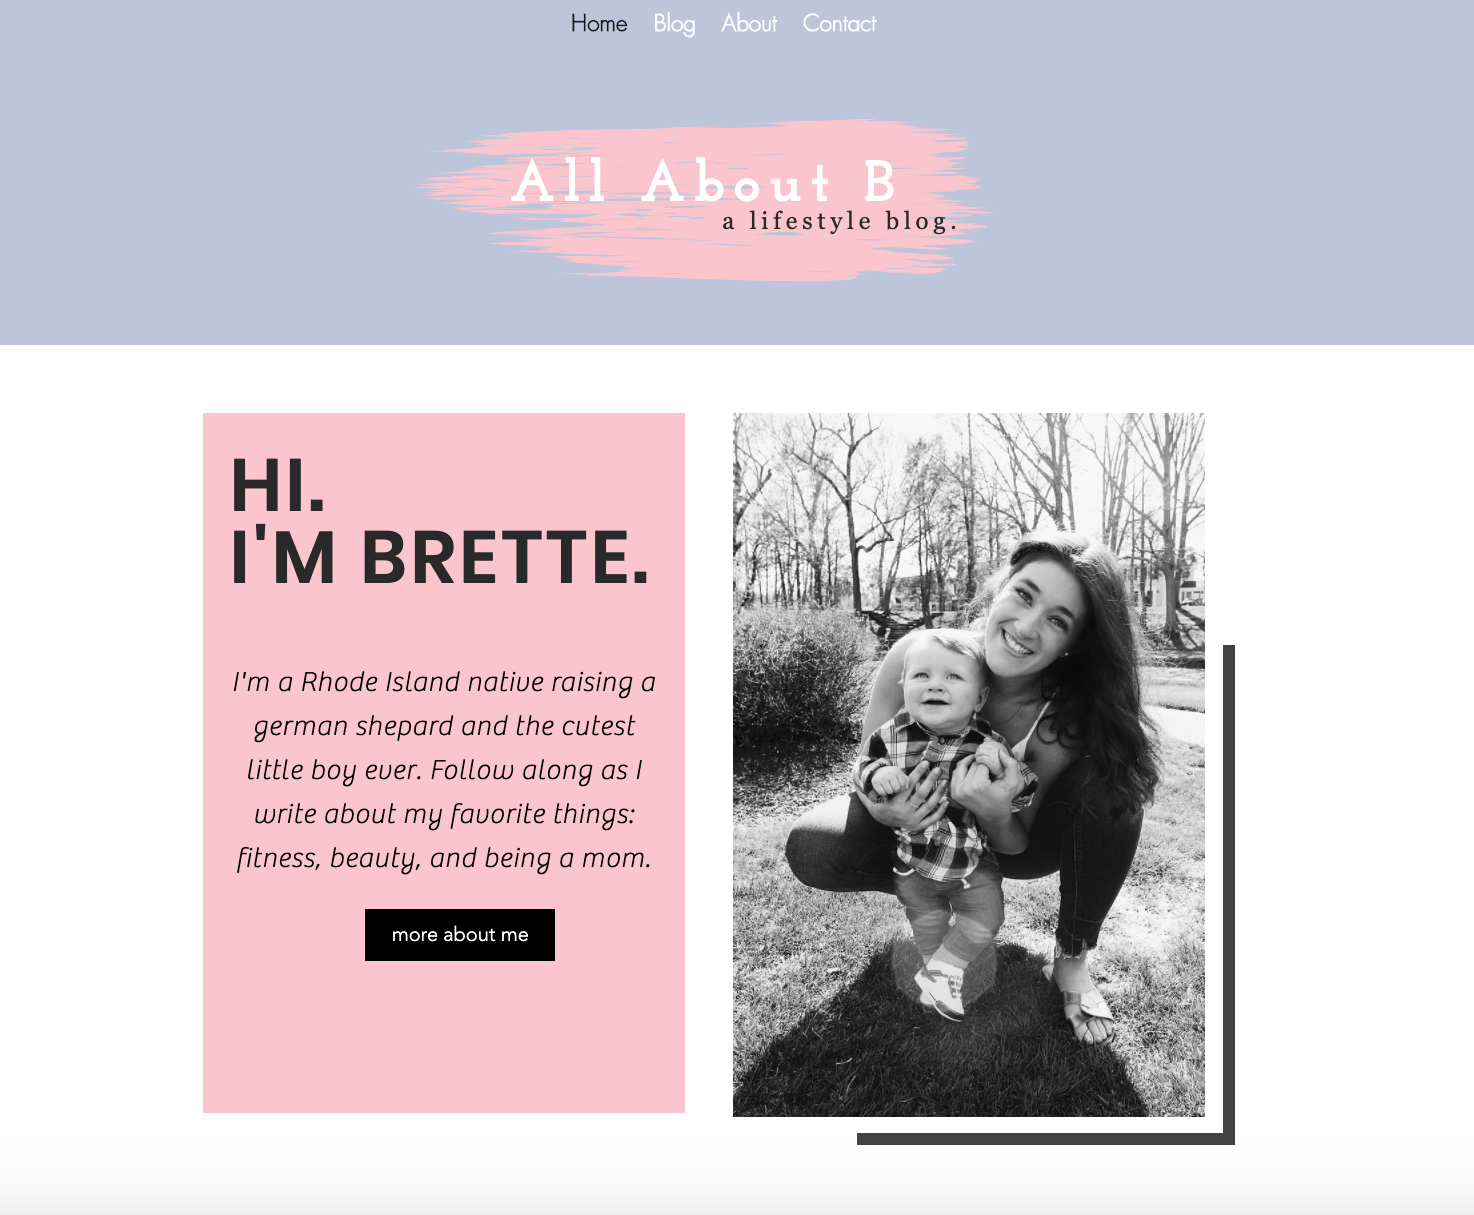 Home Blog About Contact
All About B
a lifestyle blog.
HI.
I'M BRETTE.
I'm a Rhode Island native raising a
german shepard and the cutest
little boy ever. Follow along as I
write about my favorite things:
fitness, beauty, and being a mom.
more about me